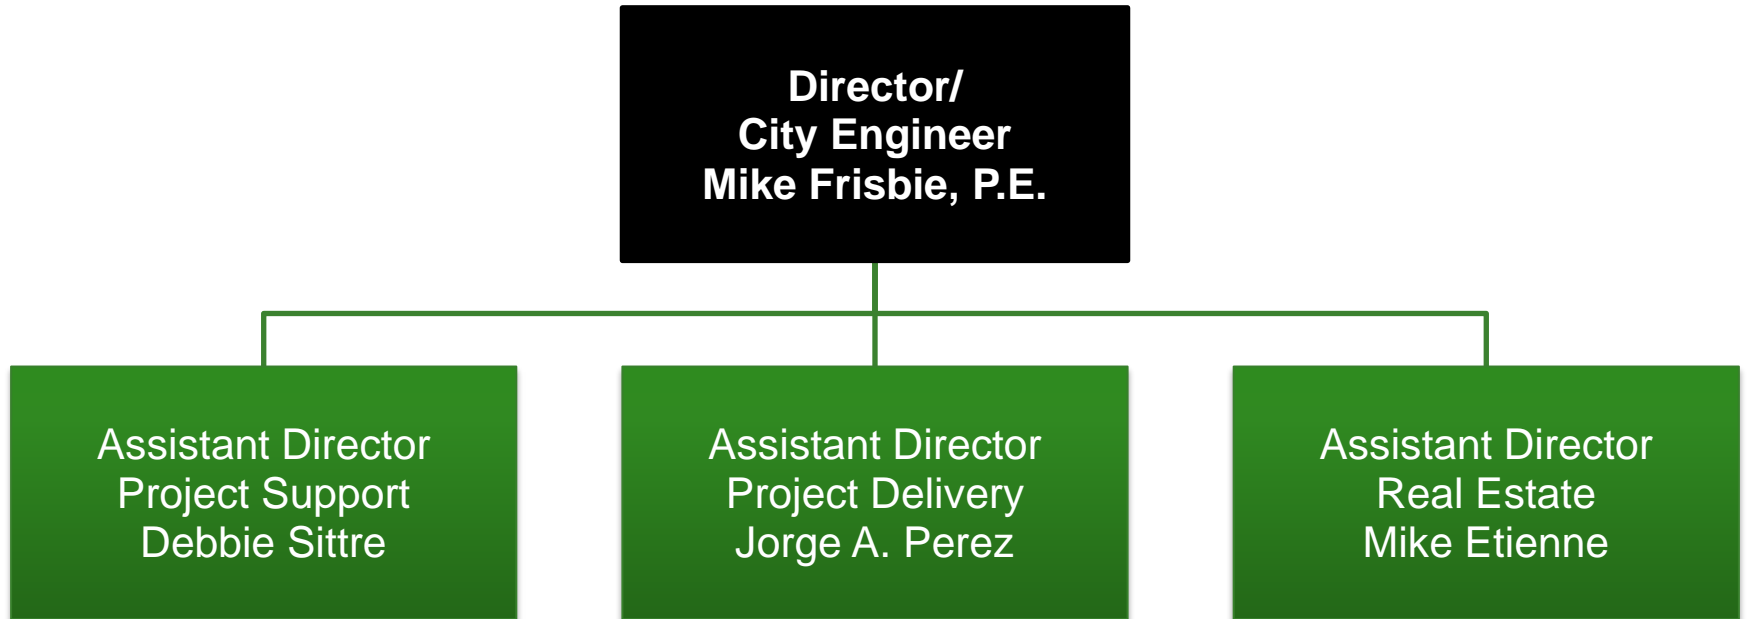 Director/
City Engineer
Mike Frisbie, P.E.
Assistant Director
Project Support
Debbie Sittre
Assistant Director
Project Delivery
Jorge A. Perez
Assistant Director
Real Estate
Mike Etienne